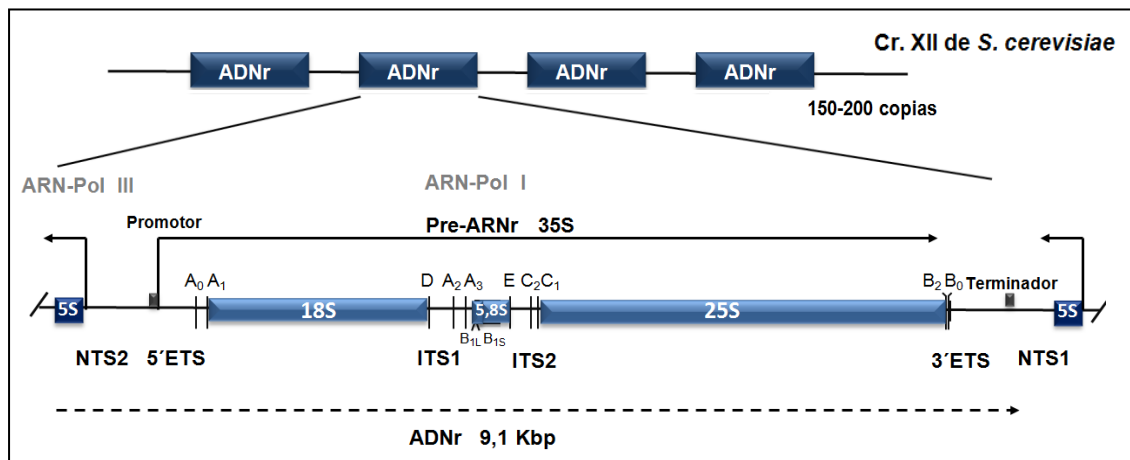 Cr. XII de S. cerevisiae
ADNr ADNr ADNr ADNr
150-200 copias
ARN-Pol III ARN-Pol I
Promotor Pre-ARNr 35S
A₀ A₁ D A₂ A₃ E C₂ C₁ B₂ B₀ Terminador
5S 18S 5,8S 25S 5S
B₁L B₁S
NTS2 5´ETS ITS1 ITS2 3´ETS NTS1
ADNr 9,1 Kbp